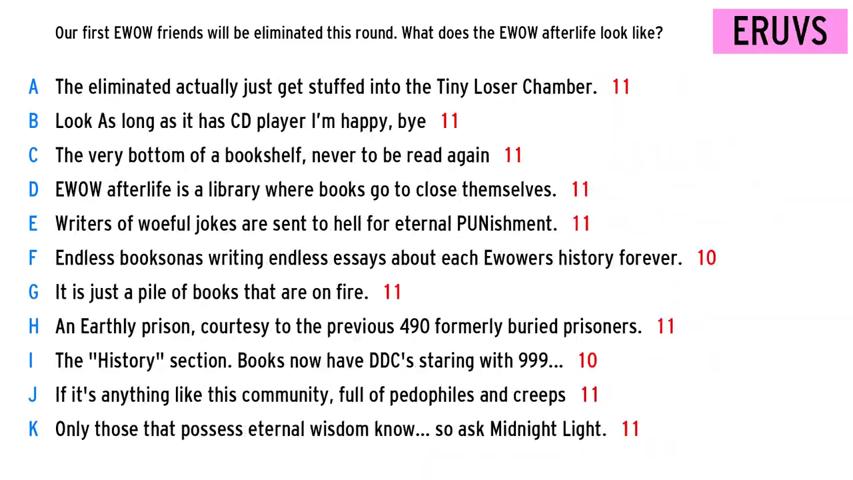 Our first EWOW friends will be eliminated this round. What does the EWOW afterlife look like?
ERUVS
A The eliminated actually just get stuffed into the Tiny Loser Chamber. 11
B Look As long as it has CD player I'm happy, bye 11
C The very bottom of a bookshelf, never to be read again 11
D EWOW afterlife is a library where books go to close themselves. 11
E Writers of woeful jokes are sent to hell for eternal PUNishment. 11
F Endless booksonas writing endless essays about each Ewowers history forever. 10
G It is just a pile of books that are on fire. 11
H An Earthly prison, courtesy to the previous 490 formerly buried prisoners. 11
I The "History" section. Books now have DDC's staring with 999... 10
J If it's anything like this community, full of pedophiles and creeps 11
K Only those that possess eternal wisdom know... so ask Midnight Light. 11